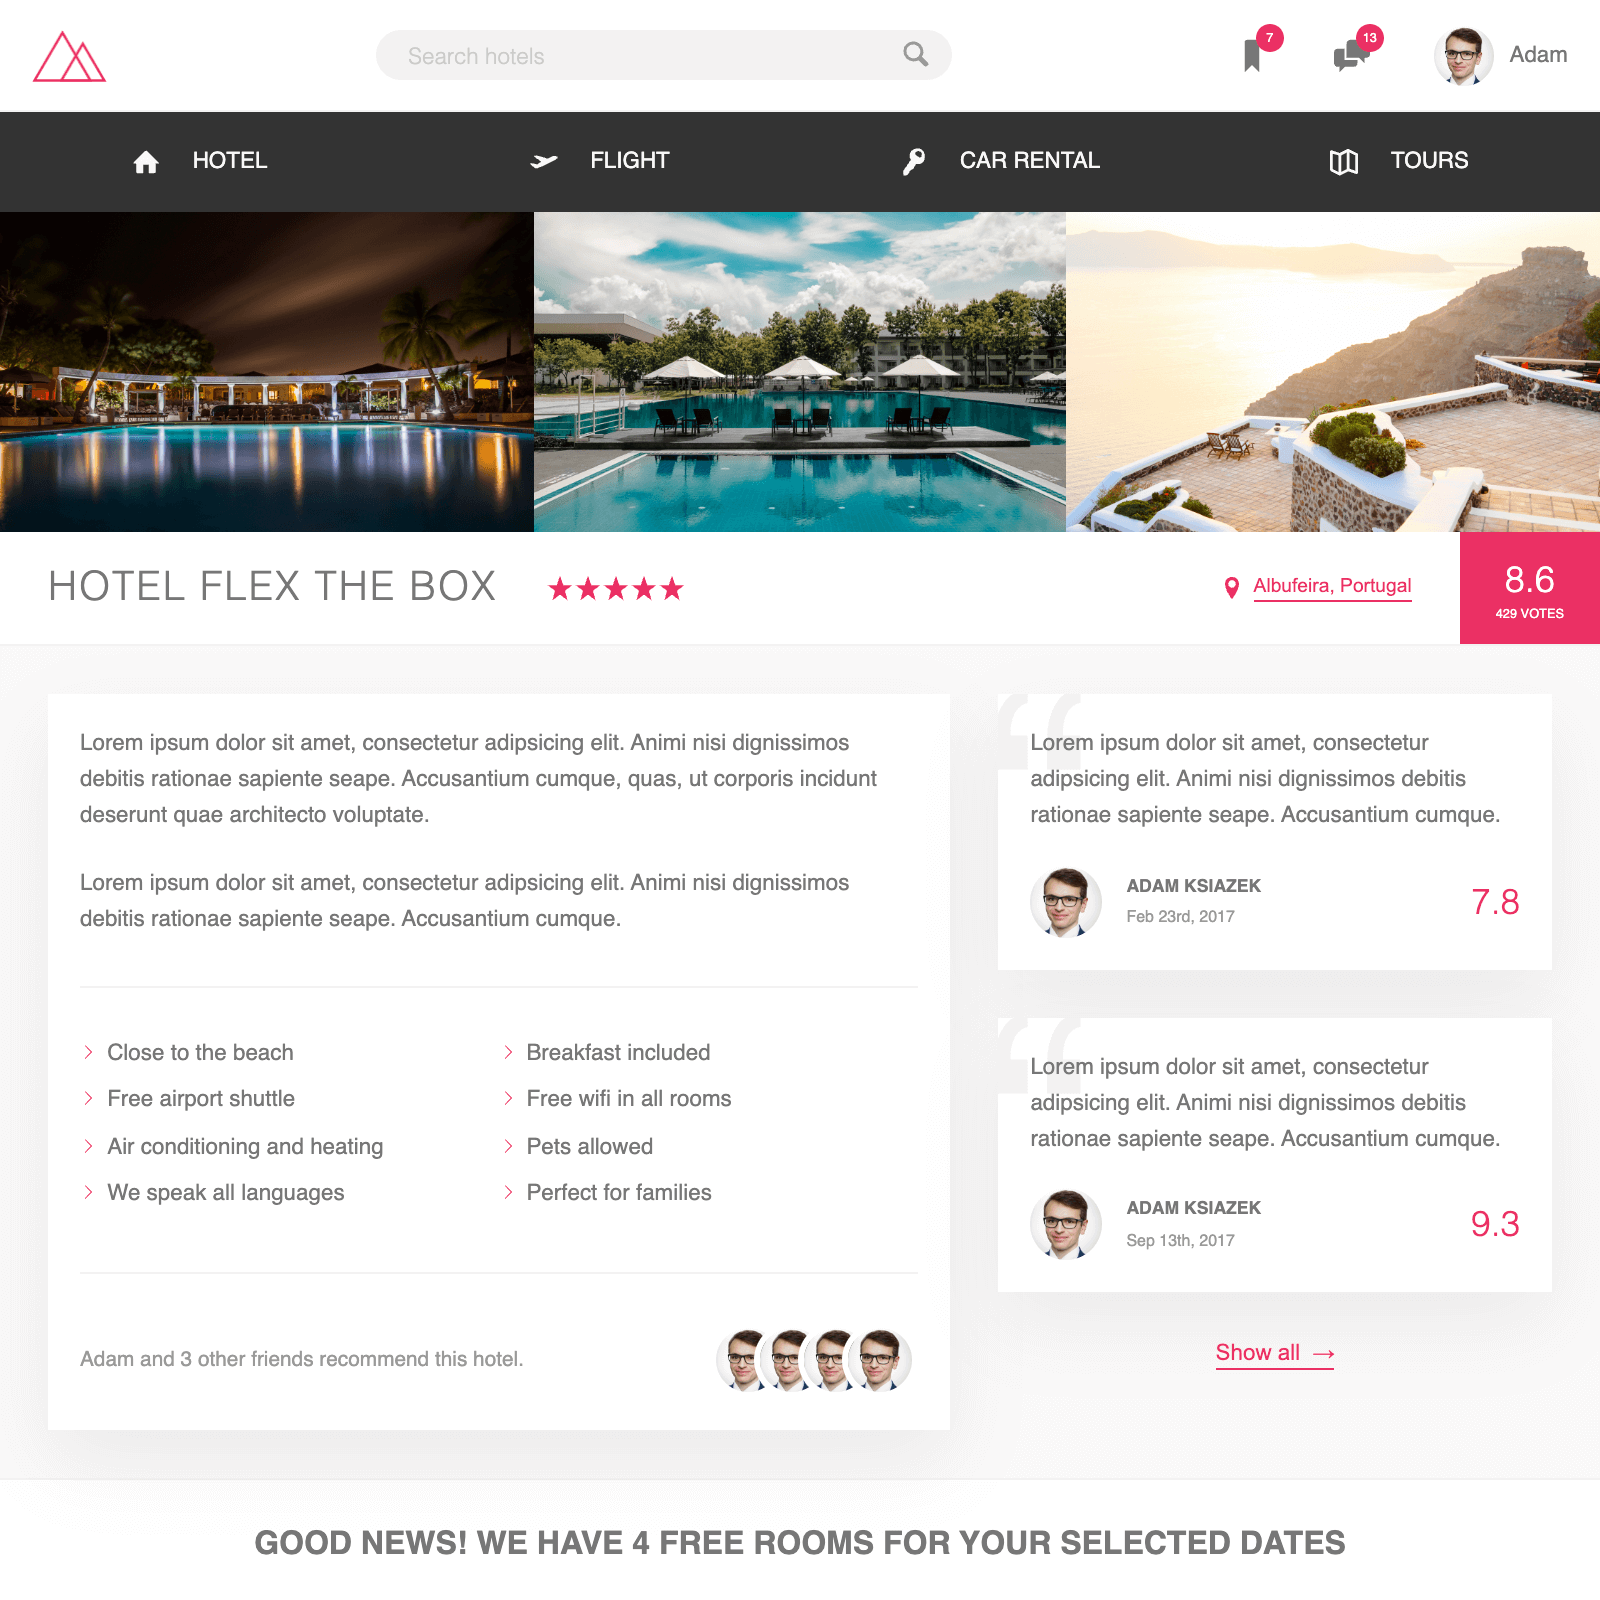 Search hotels
7
13
Adam
HOTEL
FLIGHT
CAR RENTAL
TOURS
HOTEL FLEX THE BOX
Albufeira, Portugal
8.6
429 VOTES
Lorem ipsum dolor sit amet, consectetur adipsicing elit. Animi nisi dignissimos
debitis rationae sapiente seape. Accusantium cumque, quas, ut corporis incidunt
deserunt quae architecto voluptate.
Lorem ipsum dolor sit amet, consectetur adipsicing elit. Animi nisi dignissimos
debitis rationae sapiente seape. Accusantium cumque.
Close to the beach
Breakfast included
Free airport shuttle
Free wifi in all rooms
Air conditioning and heating
Pets allowed
We speak all languages
Perfect for families
Adam and 3 other friends recommend this hotel.
Lorem ipsum dolor sit amet, consectetur
adipsicing elit. Animi nisi dignissimos debitis
rationae sapiente seape. Accusantium cumque.
ADAM KSIAZEK
Feb 23rd, 2017
7.8
Lorem ipsum dolor sit amet, consectetur
adipsicing elit. Animi nisi dignissimos debitis
rationae sapiente seape. Accusantium cumque.
ADAM KSIAZEK
Sep 13th, 2017
9.3
Show all →
GOOD NEWS! WE HAVE 4 FREE ROOMS FOR YOUR SELECTED DATES